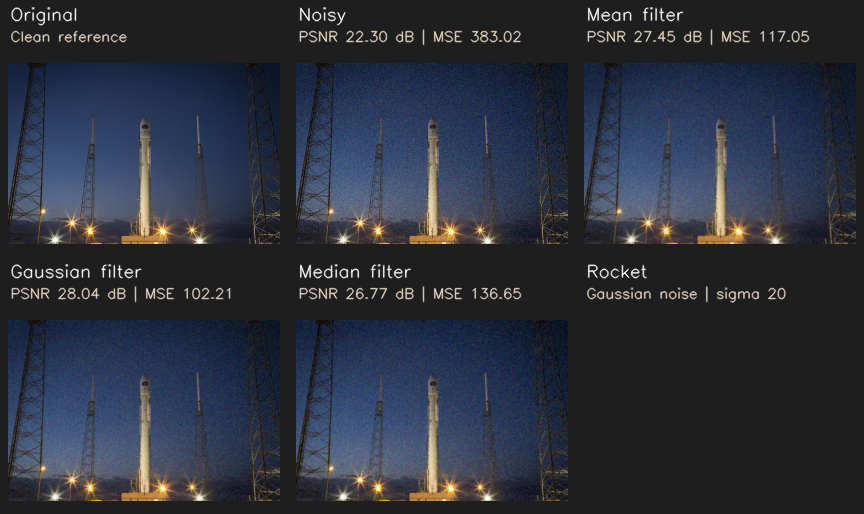 Original
Clean reference
Noisy
PSNR 22.30 dB | MSE 383.02
Mean filter
PSNR 27.45 dB | MSE 117.05
Gaussian filter
PSNR 28.04 dB | MSE 102.21
Median filter
PSNR 26.77 dB | MSE 136.65
Rocket
Gaussian noise | sigma 20